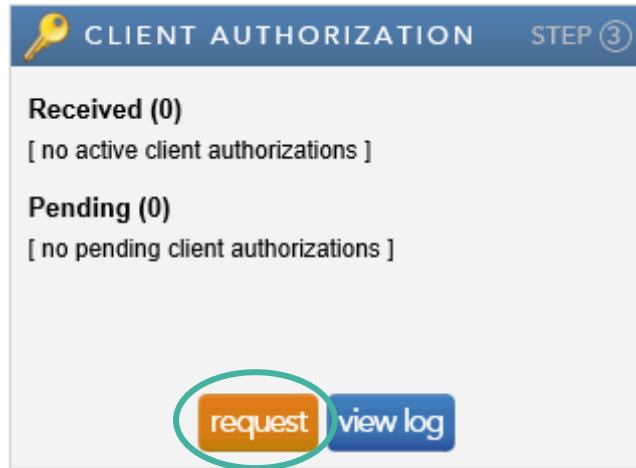 CLIENT AUTHORIZATION STEP 3
Received (0)
[ no active client authorizations ]
Pending (0)
[ no pending client authorizations ]
request view log